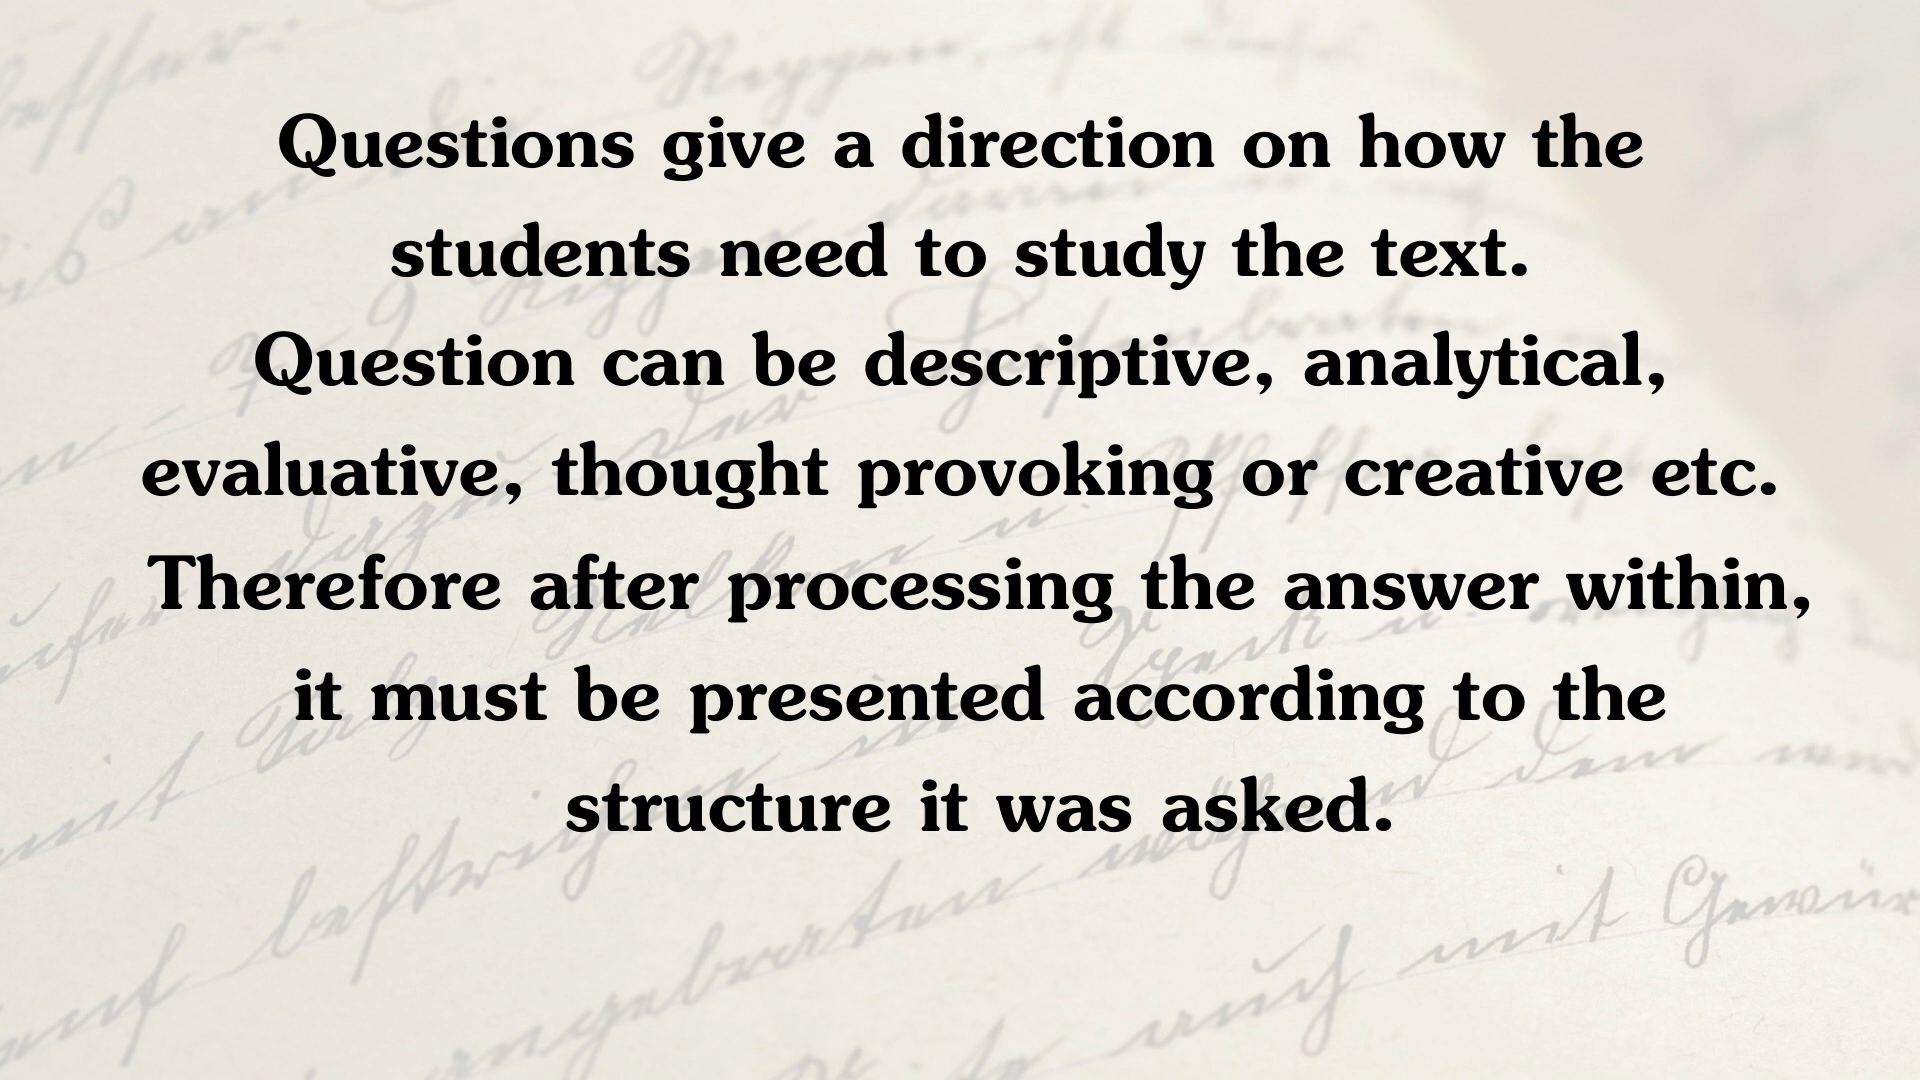 Questions give a direction on how the
students need to study the text.
Question can be descriptive, analytical,
evaluative, thought provoking or creative etc.
Therefore after processing the answer within,
it must be presented according to the
structure it was asked.